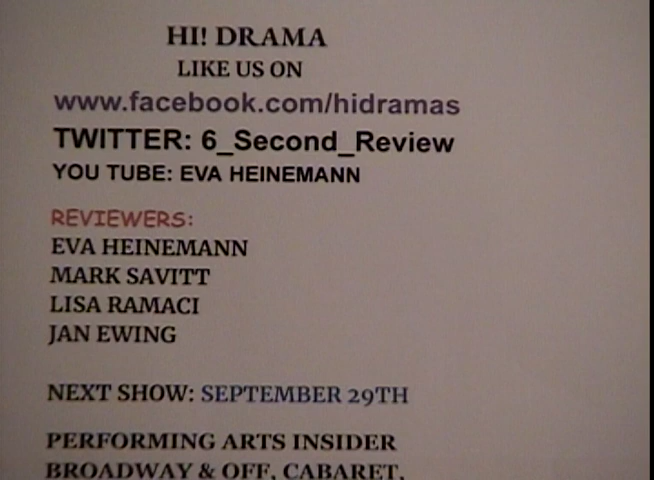 HI! DRAMA
LIKE US ON
www.facebook.com/hidramas
TWITTER: 6_Second_Review
YOU TUBE: EVA HEINEMANN
REVIEWERS:
EVA HEINEMANN
MARK SAVITT
LISA RAMACI
JAN EWING
NEXT SHOW: SEPTEMBER 29TH
PERFORMING ARTS INSIDER
BROADWAY & OFF, CABARET,